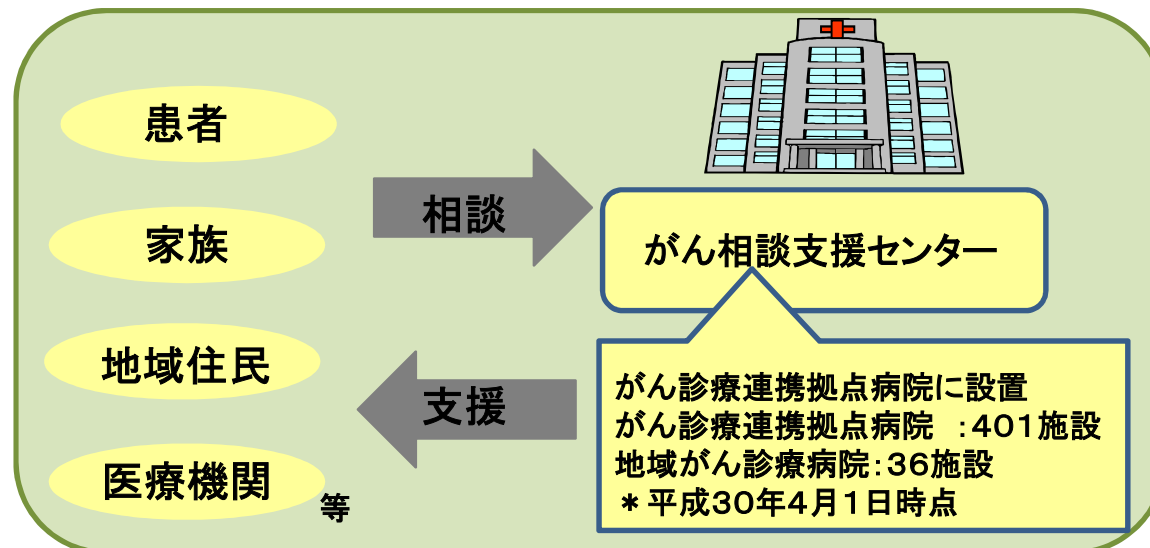 患者
家族
地域住民
医療機関
等
相談
支援
がん相談支援センター
がん診療連携拠点病院に設置
がん診療連携拠点病院　：４０１施設
地域がん診療病院：３６施設
＊平成３０年４月１日時点